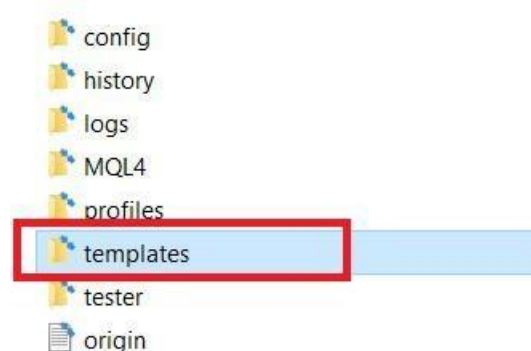 config
history
logs
MQL4
profiles
templates
tester
origin